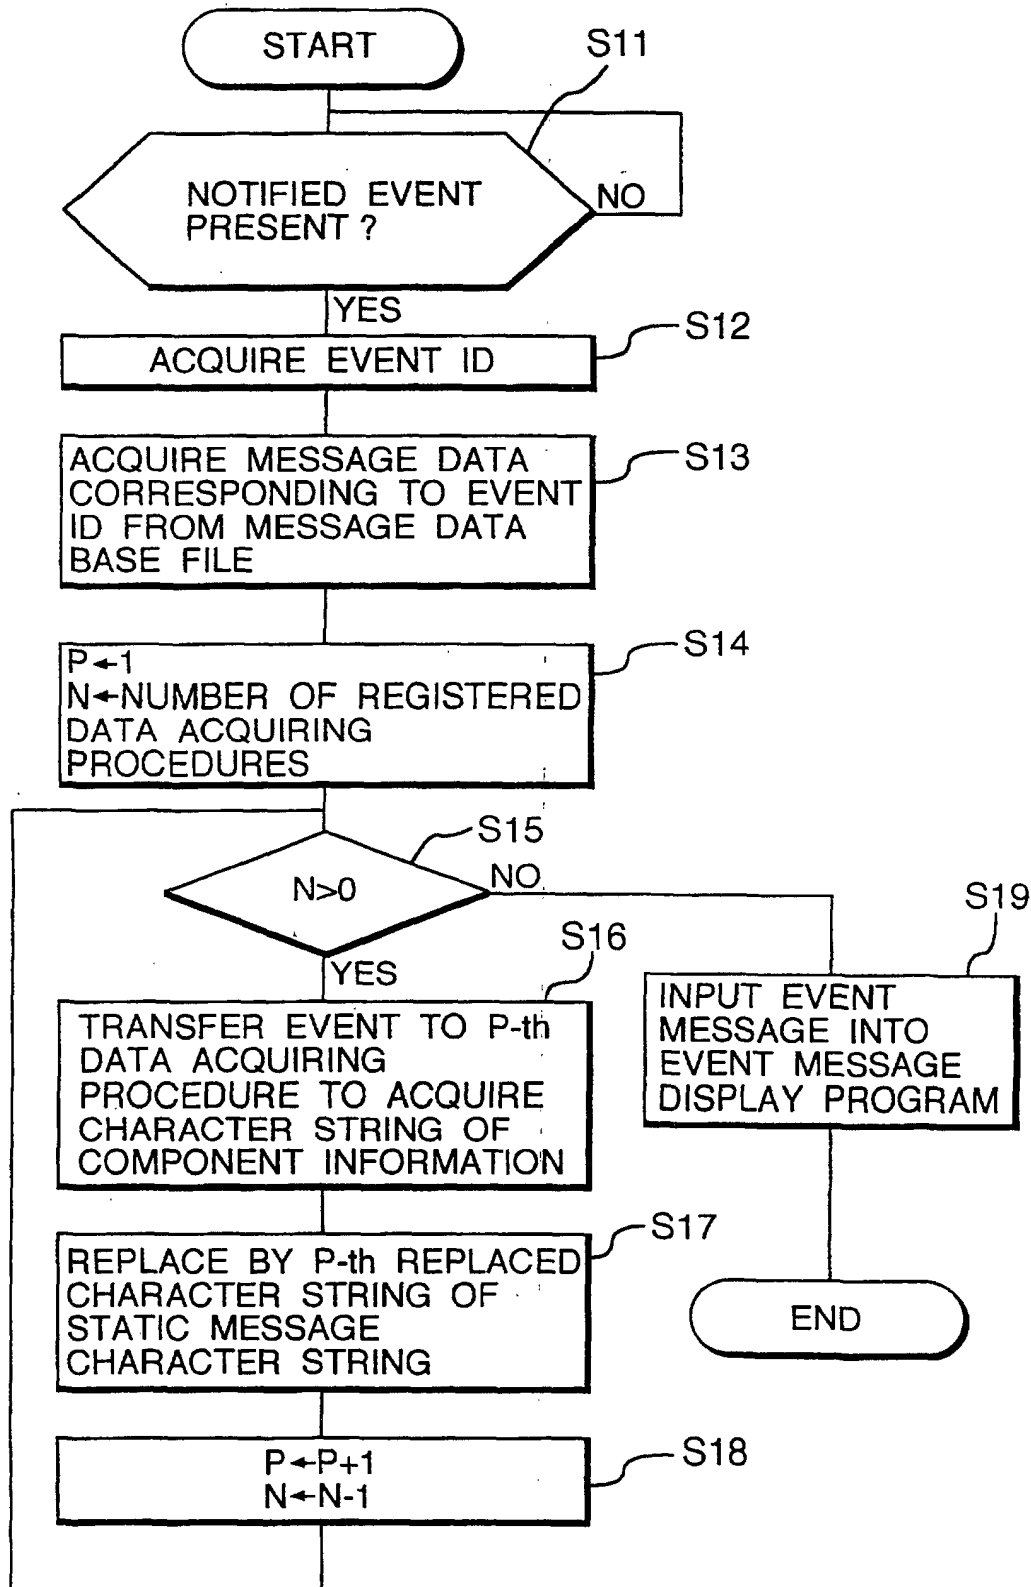 START
S11
NOTIFIED EVENT
PRESENT ?
NO
YES
S12
ACQUIRE EVENT ID
S13
ACQUIRE MESSAGE DATA
CORRESPONDING TO EVENT
ID FROM MESSAGE DATA
BASE FILE
S14
P←1
N←NUMBER OF REGISTERED
DATA ACQUIRING
PROCEDURES
S15
N>0
NO
YES
S16
TRANSFER EVENT TO P-th
DATA ACQUIRING
PROCEDURE TO ACQUIRE
CHARACTER STRING OF
COMPONENT INFORMATION
S19
INPUT EVENT
MESSAGE INTO
EVENT MESSAGE
DISPLAY PROGRAM
S17
REPLACE BY P-th REPLACED
CHARACTER STRING OF
STATIC MESSAGE
CHARACTER STRING
END
S18
P←P+1
N←N-1